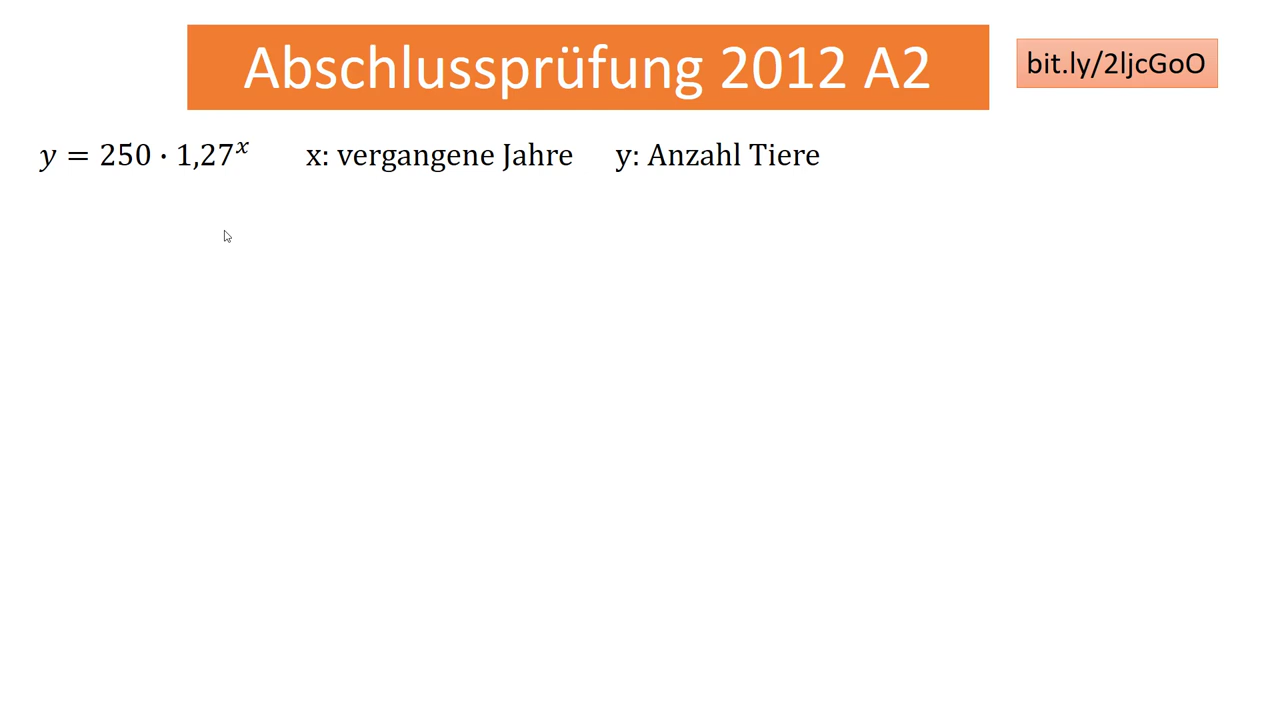 Abschlussprüfung 2012 A2
bit.ly/2ljcGoO
y = 250 · 1,27^x x: vergangene Jahre y: Anzahl Tiere